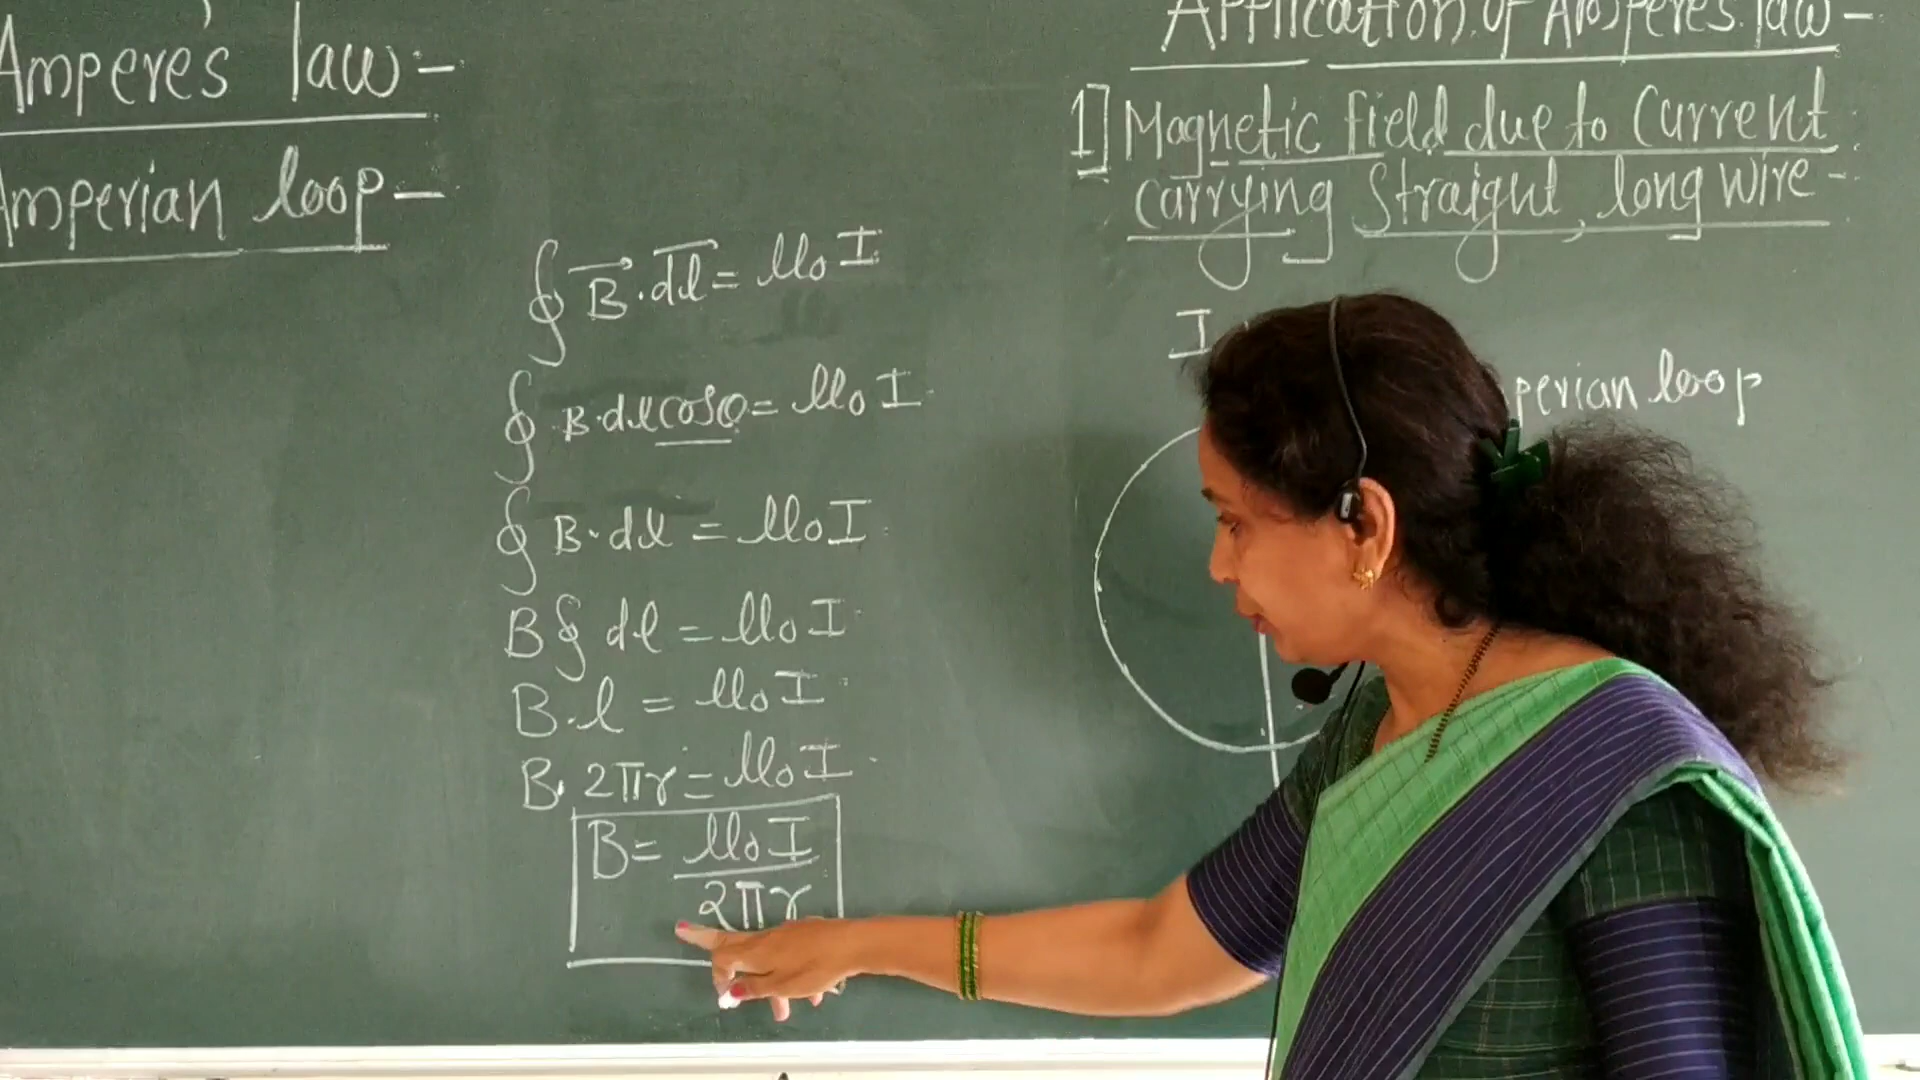 Ampere's law -
Amperian loop -
∮ B⃗ · dl̅ = μ₀ I
∮ B·dl cosθ = μ₀ I
∮ B·dl = μ₀ I
B ∮ dl = μ₀ I
B·l = μ₀ I
B·2πr = μ₀ I
B = μ₀ I / 2πr
Application of Ampere's law -
1] Magnetic field due to Current
carrying Straight, long wire -
I
perian loop